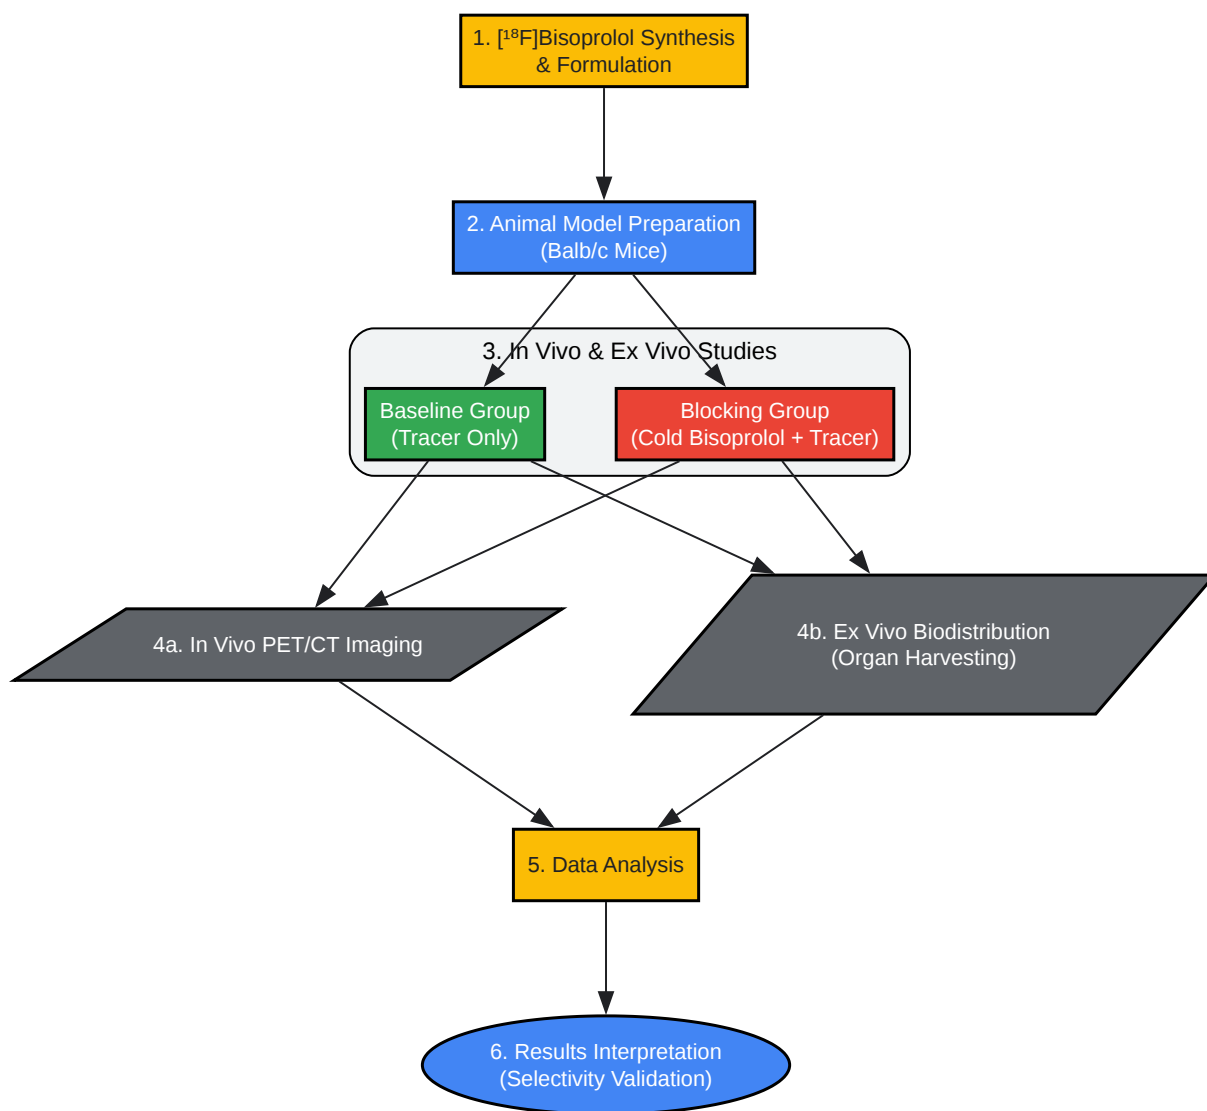 1. [¹⁸F]Bisoprolol Synthesis
& Formulation
2. Animal Model Preparation
(Balb/c Mice)
3. In Vivo & Ex Vivo Studies
Baseline Group
(Tracer Only)
Blocking Group
(Cold Bisoprolol + Tracer)
4a. In Vivo PET/CT Imaging
4b. Ex Vivo Biodistribution
(Organ Harvesting)
5. Data Analysis
6. Results Interpretation
(Selectivity Validation)